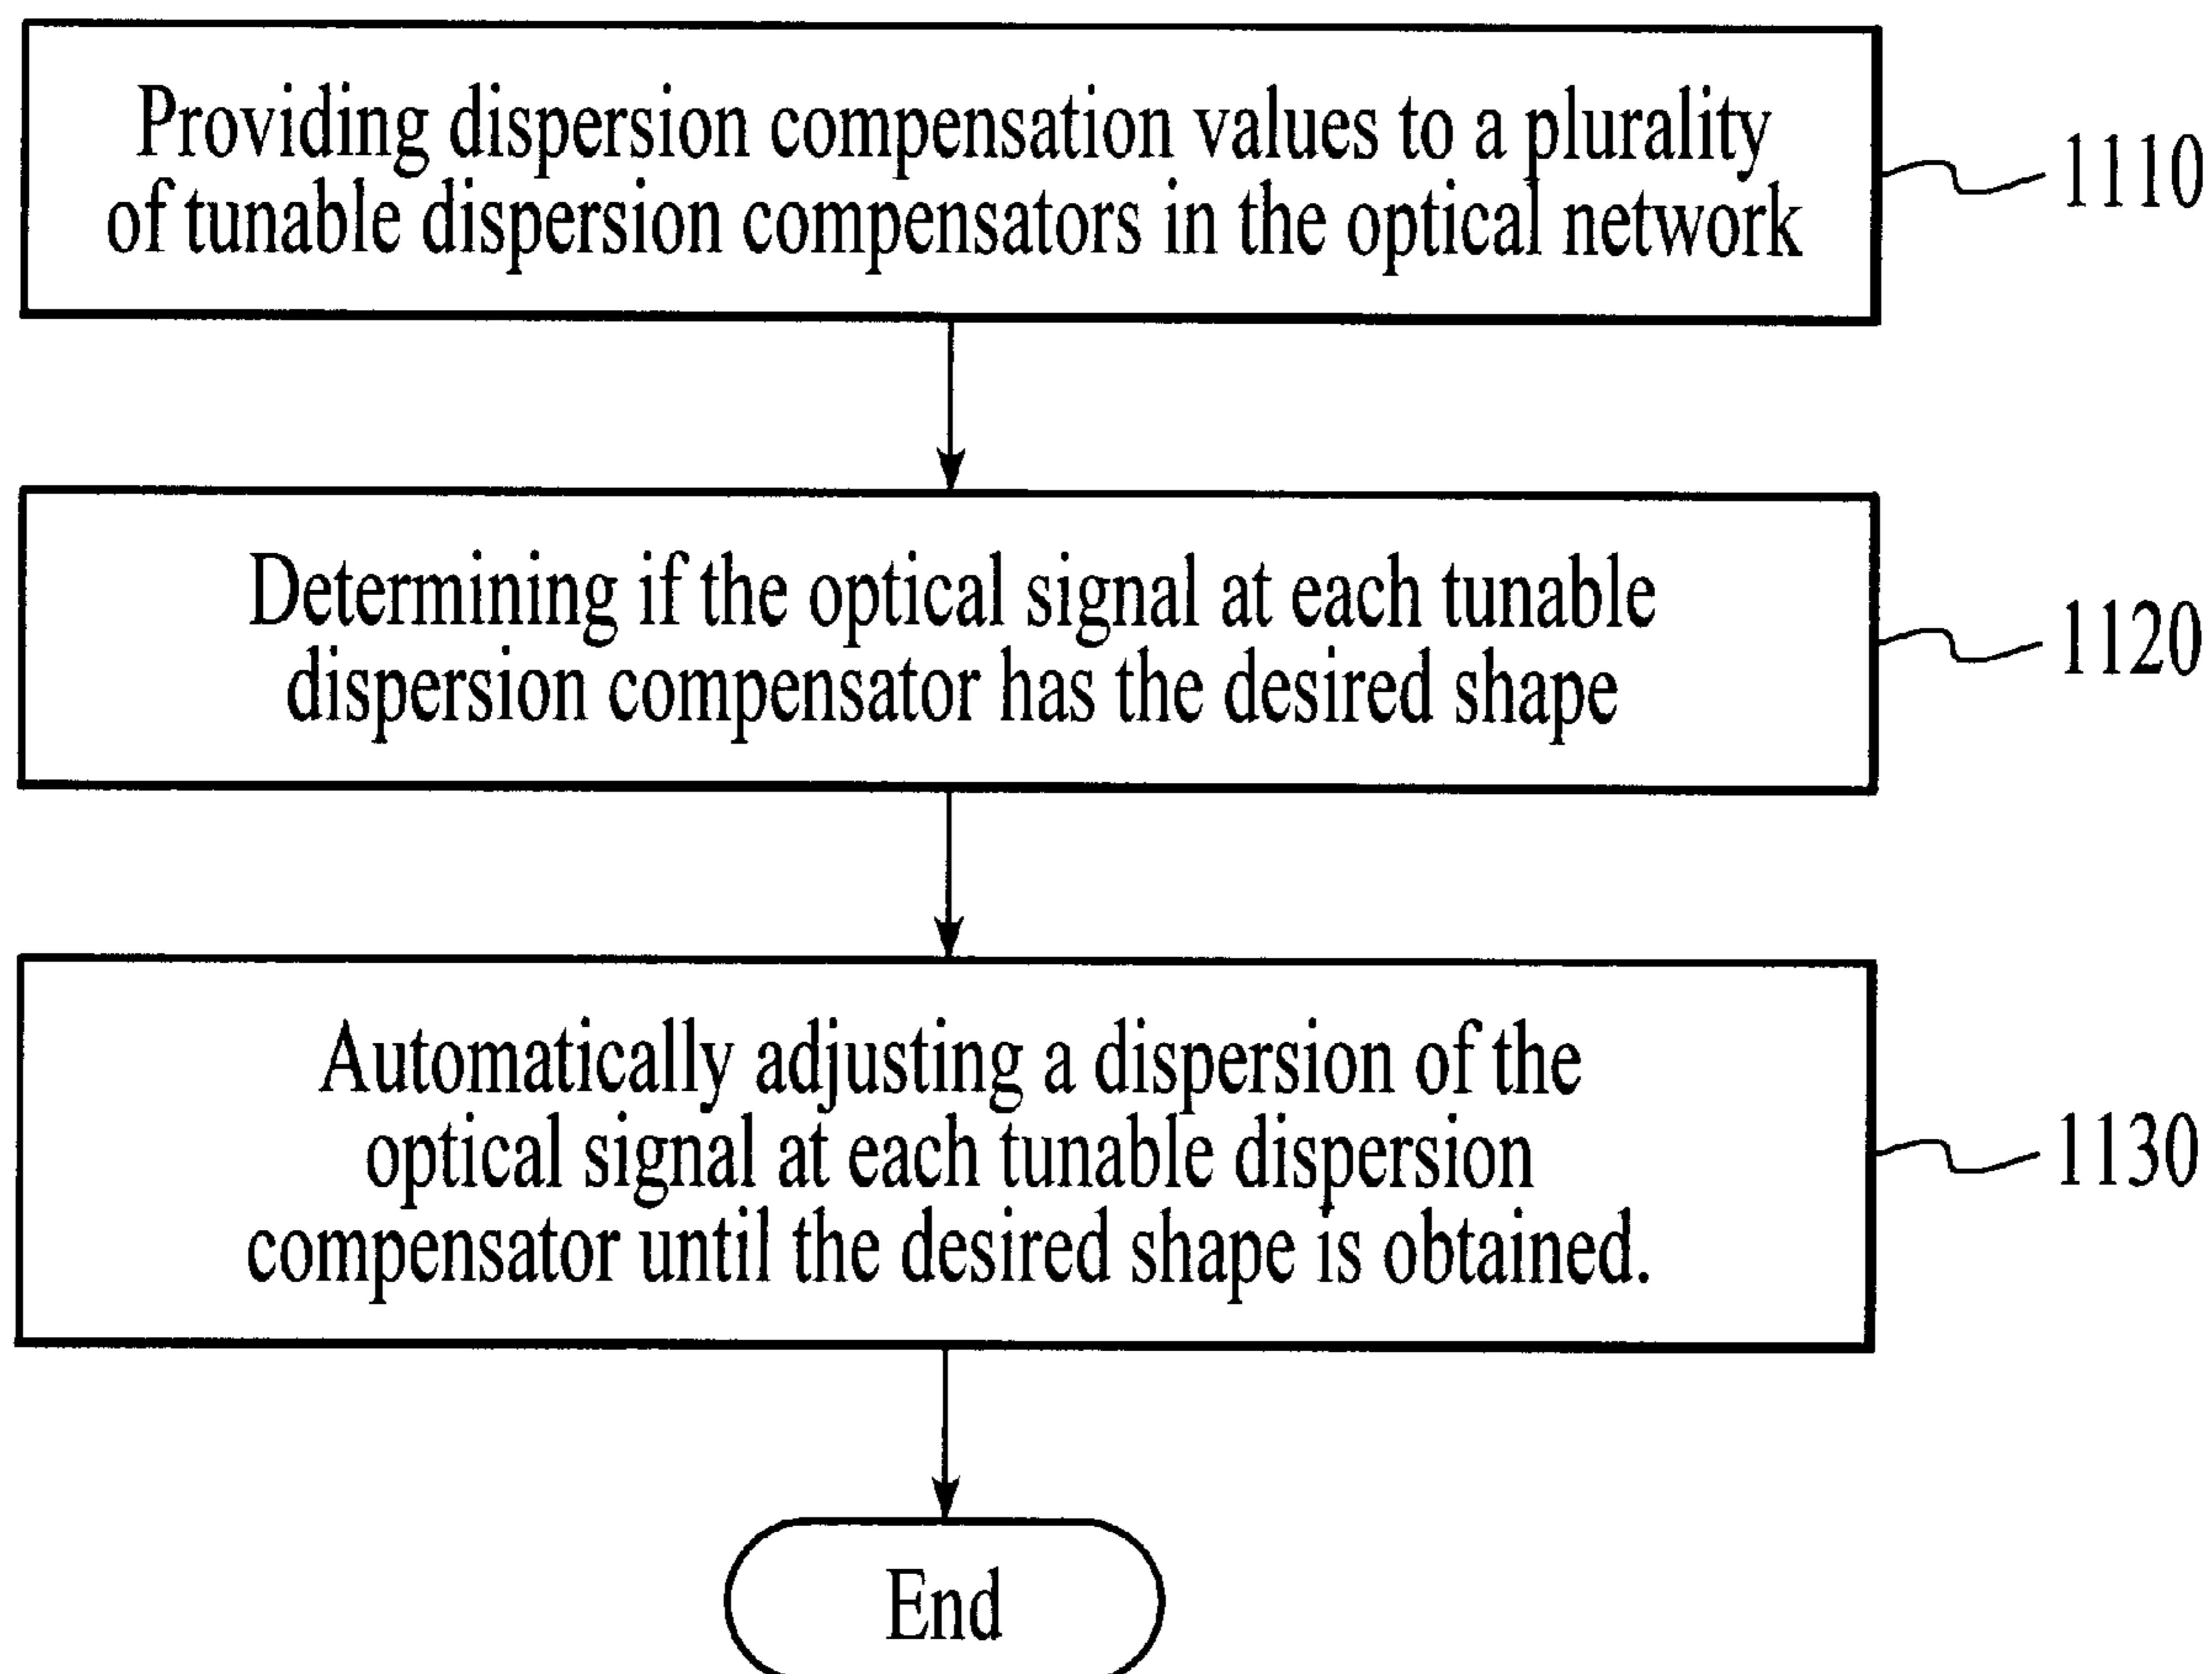 Providing dispersion compensation values to a plurality
of tunable dispersion compensators in the optical network
1110
Determining if the optical signal at each tunable
dispersion compensator has the desired shape
1120
Automatically adjusting a dispersion of the
optical signal at each tunable dispersion
compensator until the desired shape is obtained.
1130
End